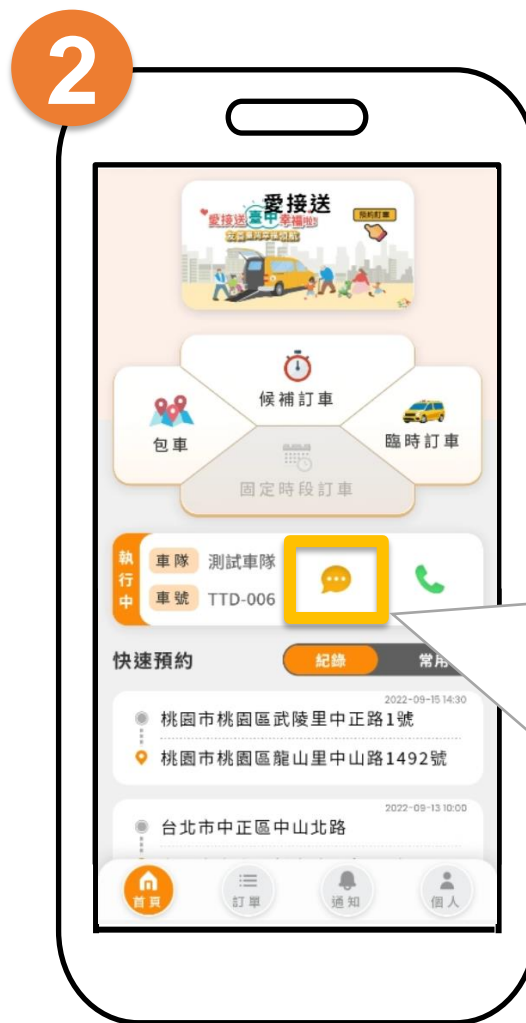 2
愛接送
愛接送臺中幸福啦!
預約訂車
候補訂車
包車
臨時訂車
固定時段訂車
執行中
車隊 測試車隊
車號 TTD-006
快速預約
紀錄
常用
2022-09-15 14:30
桃園市桃園區武陵里中正路1號
桃園市桃園區龍山里中山路1492號
2022-09-13 10:00
台北市中正區中山北路
首頁
訂單
通知
個人